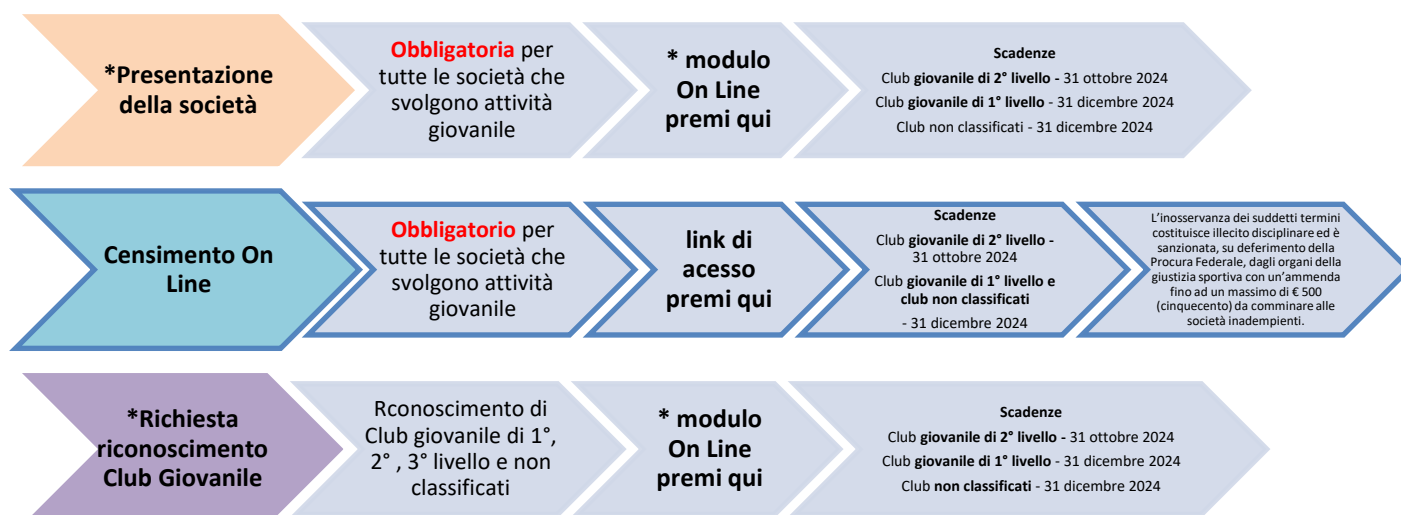 *Presentazione
della società
Obbligatoria per
tutte le società che
svolgono attività
giovanile
* modulo
On Line
premi qui
Scadenze
Club giovanile di 2° livello - 31 ottobre 2024
Club giovanile di 1° livello - 31 dicembre 2024
Club non classificati - 31 dicembre 2024
Censimento On
Line
Obbligatorio per
tutte le società che
svolgono attività
giovanile
link di
acesso
premi qui
Scadenze
Club giovanile di 2° livello -
31 ottobre 2024
Club giovanile di 1° livello e
club non classificati
- 31 dicembre 2024
L'inosservanza dei suddetti termini
costituisce illecito disciplinare ed è
sanzionata, su deferimento della
Procura Federale, dagli organi della
giustizia sportiva con un'ammenda
fino ad un massimo di € 500
(cinquecento) da comminare alle
società inadempienti.
*Richiesta
riconoscimento
Club Giovanile
Rconoscimento di
Club giovanile di 1°,
2° , 3° livello e non
classificati
* modulo
On Line
premi qui
Scadenze
Club giovanile di 2° livello - 31 ottobre 2024
Club giovanile di 1° livello - 31 dicembre 2024
Club non classificati - 31 dicembre 2024